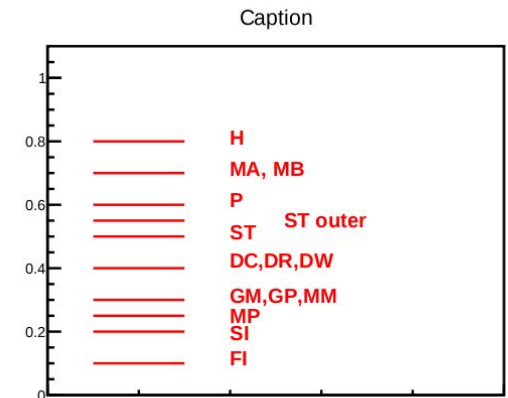 Caption
1
0.8
H
MA, MB
0.6
P
ST outer
ST
0.4
DC,DR,DW
GM,GP,MM
MP
0.2
SI
FI
0